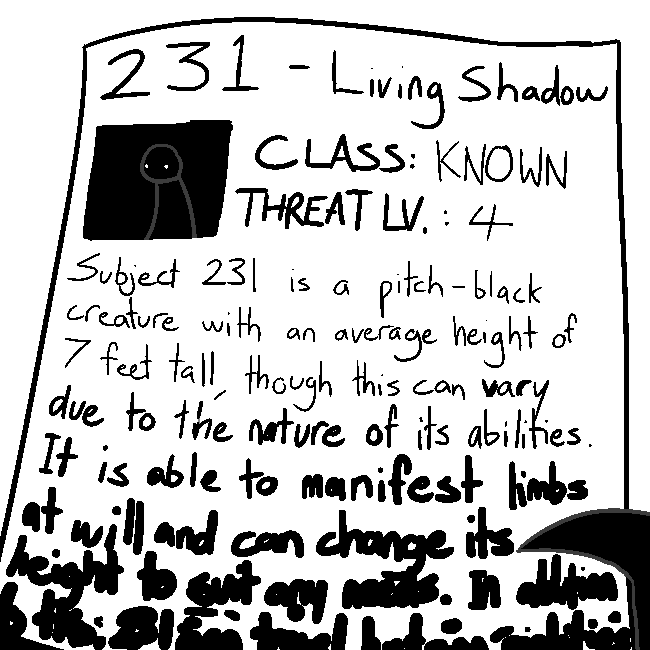 231 - Living Shadow
CLASS: KNOWN
THREAT LV. : 4
Subject 231 is a pitch-black
creature with an average height of
7 feet tall, though this can vary
due to the nature of its abilities.
It is able to manifest limbs
at will and can change its
height to suit any needs. In addition
to this, 231 can travel